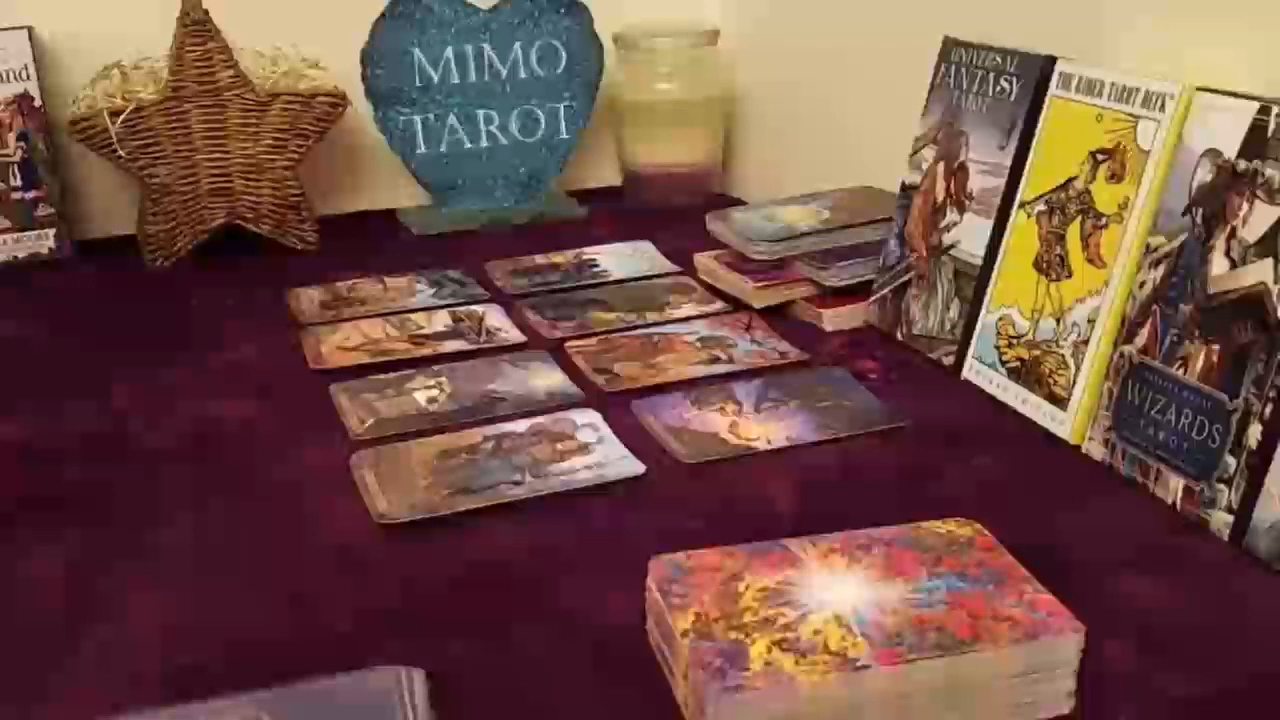 MIMO
TAROT
UNIVERSAL
FANTASY
TAROT
THE RIDER TAROT DECK®
WIZARDS
TAROT